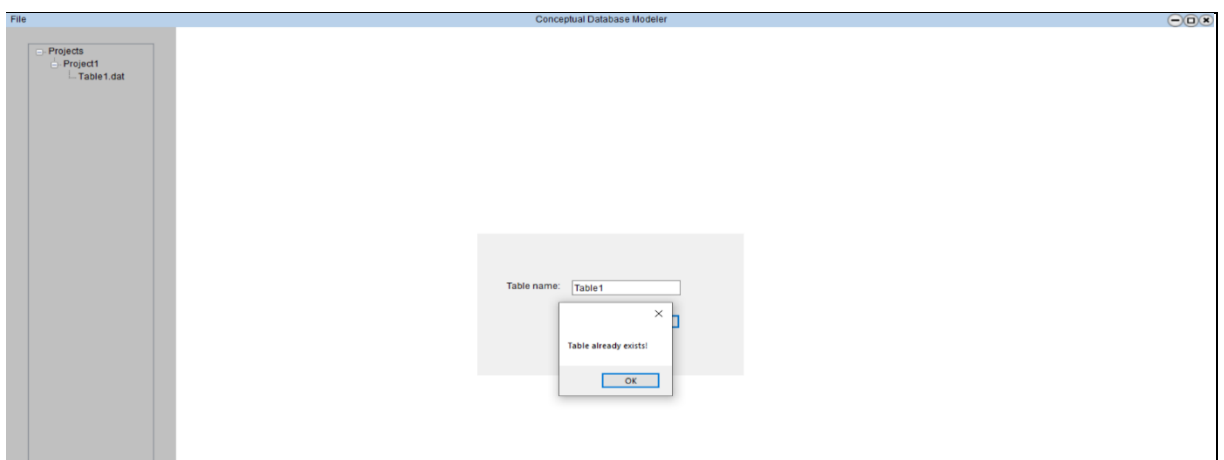 File Conceptual Database Modeler
Projects
Project1
Table1.dat
Table name: Table1
Table already exists!
OK